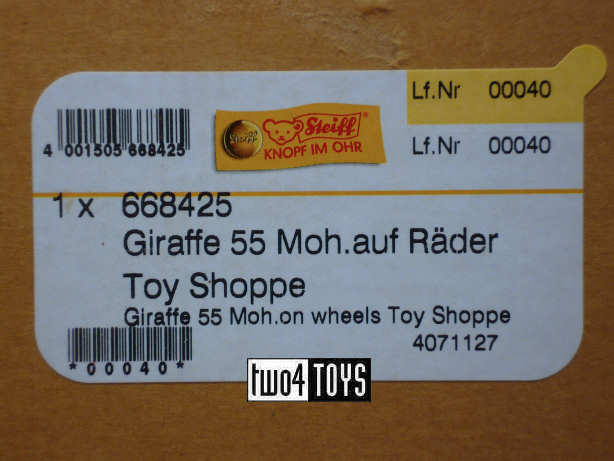 Lf.Nr 00040
4 001505 668425
Steiff
Steiff
KNOPF IM OHR
Lf.Nr 00040
1 x 668425
Giraffe 55 Moh.auf Räder
Toy Shoppe
Giraffe 55 Moh.on wheels Toy Shoppe
4071127
*00040*
two4TOYS